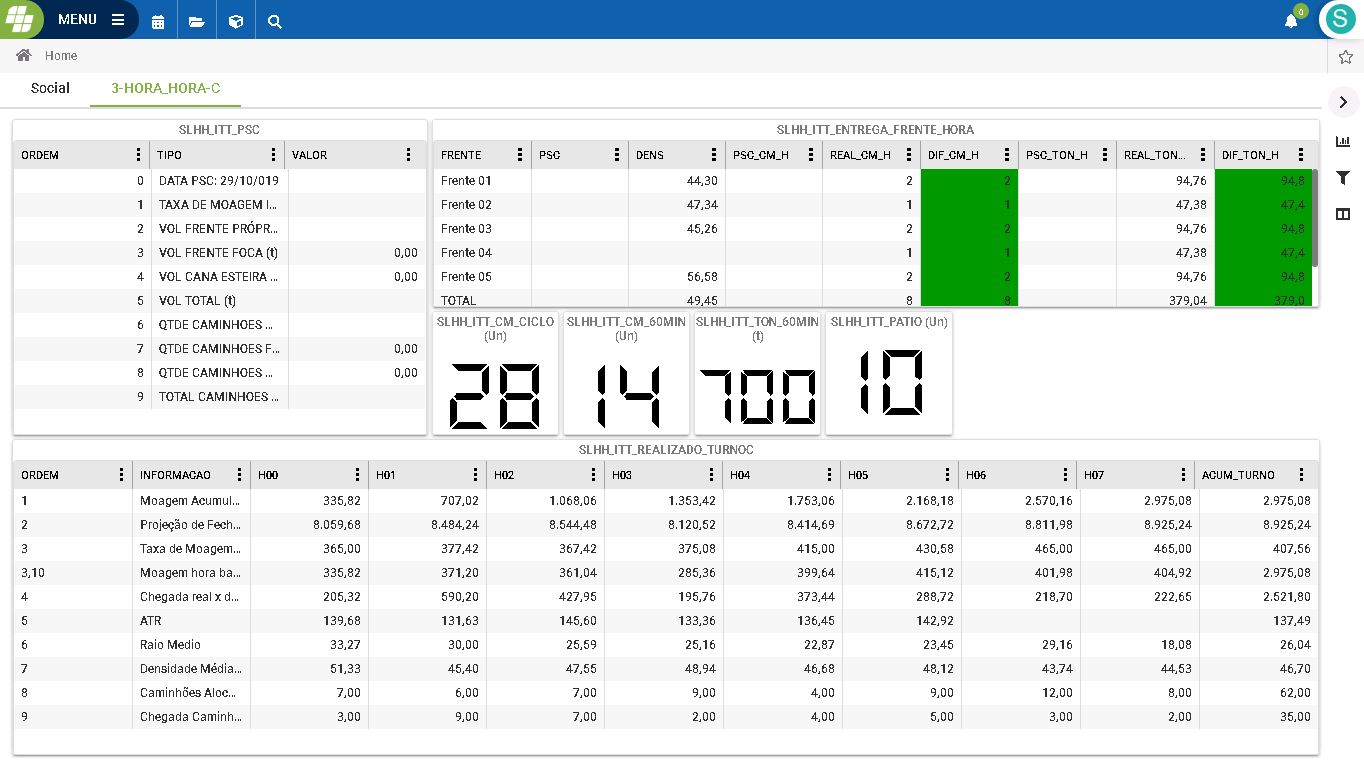 MENU
0
S
Home
Social 3-HORA_HORA-C
SLHH_ITT_PSC
ORDEM TIPO VALOR
0 DATA PSC: 29/10/019
1 TAXA DE MOAGEM I...
2 VOL FRENTE PRÓPR...
3 VOL FRENTE FOCA (t) 0,00
4 VOL CANA ESTEIRA ... 0,00
5 VOL TOTAL (t)
6 QTDE CAMINHOES ...
7 QTDE CAMINHOES F... 0,00
8 QTDE CAMINHOES ... 0,00
9 TOTAL CAMINHOES ...
SLHH_ITT_ENTREGA_FRENTE_HORA
FRENTE PSC DENS PSC_CM_H REAL_CM_H DIF_CM_H PSC_TON_H REAL_TON... DIF_TON_H
Frente 01 44,30 2 2 94,76 94,8
Frente 02 47,34 1 1 47,38 47,4
Frente 03 45,26 2 2 94,76 94,8
Frente 04 1 1 47,38 47,4
Frente 05 56,58 2 2 94,76 94,8
TOTAL 49,45 8 8 379,04 379,0
SLHH_ITT_CM_CICLO
(Un)
28
SLHH_ITT_CM_60MIN
(Un)
14
SLHH_ITT_TON_60MIN
(t)
700
SLHH_ITT_PATIO (Un)
10
SLHH_ITT_REALIZADO_TURNOC
ORDEM INFORMACAO H00 H01 H02 H03 H04 H05 H06 H07 ACUM_TURNO
1 Moagem Acumul... 335,82 707,02 1.068,06 1.353,42 1.753,06 2.168,18 2.570,16 2.975,08 2.975,08
2 Projeção de Fech... 8.059,68 8.484,24 8.544,48 8.120,52 8.414,69 8.672,72 8.811,98 8.925,24 8.925,24
3 Taxa de Moagem... 365,00 377,42 367,42 375,08 415,00 430,58 465,00 465,00 407,56
3,10 Moagem hora ba... 335,82 371,20 361,04 285,36 399,64 415,12 401,98 404,92 2.975,08
4 Chegada real x d... 205,32 590,20 427,95 195,76 373,44 288,72 218,70 222,65 2.521,80
5 ATR 139,68 131,63 145,60 133,36 136,45 142,92 137,49
6 Raio Medio 33,27 30,00 25,59 25,16 22,87 23,45 29,16 18,08 26,04
7 Densidade Média... 51,33 45,40 47,55 48,94 46,68 48,12 43,74 44,53 46,70
8 Caminhões Aloc... 7,00 6,00 7,00 9,00 4,00 9,00 12,00 8,00 62,00
9 Chegada Caminh... 3,00 9,00 7,00 2,00 4,00 5,00 3,00 2,00 35,00